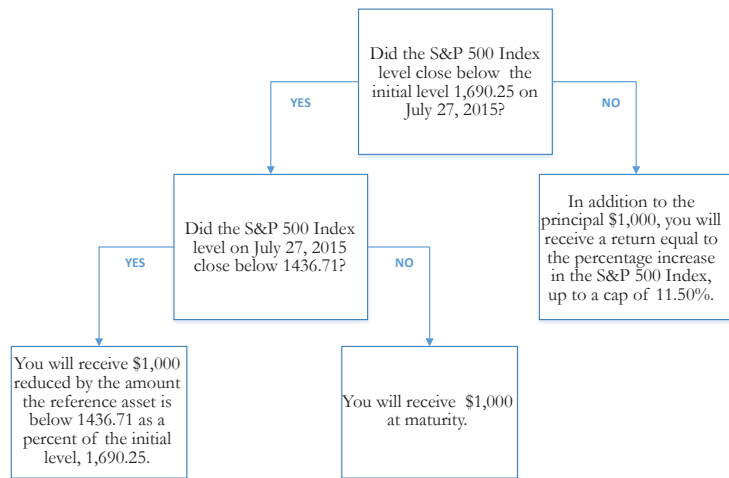 Did the S&P 500 Index
level close below the
initial level 1,690.25 on
July 27, 2015?
YES
NO
Did the S&P 500 Index
level on July 27, 2015
close below 1436.71?
In addition to the
principal $1,000, you will
receive a return equal to
the percentage increase
in the S&P 500 Index,
up to a cap of 11.50%.
YES
NO
You will receive $1,000
reduced by the amount
the reference asset is
below 1436.71 as a
percent of the initial
level, 1,690.25.
You will receive $1,000
at maturity.